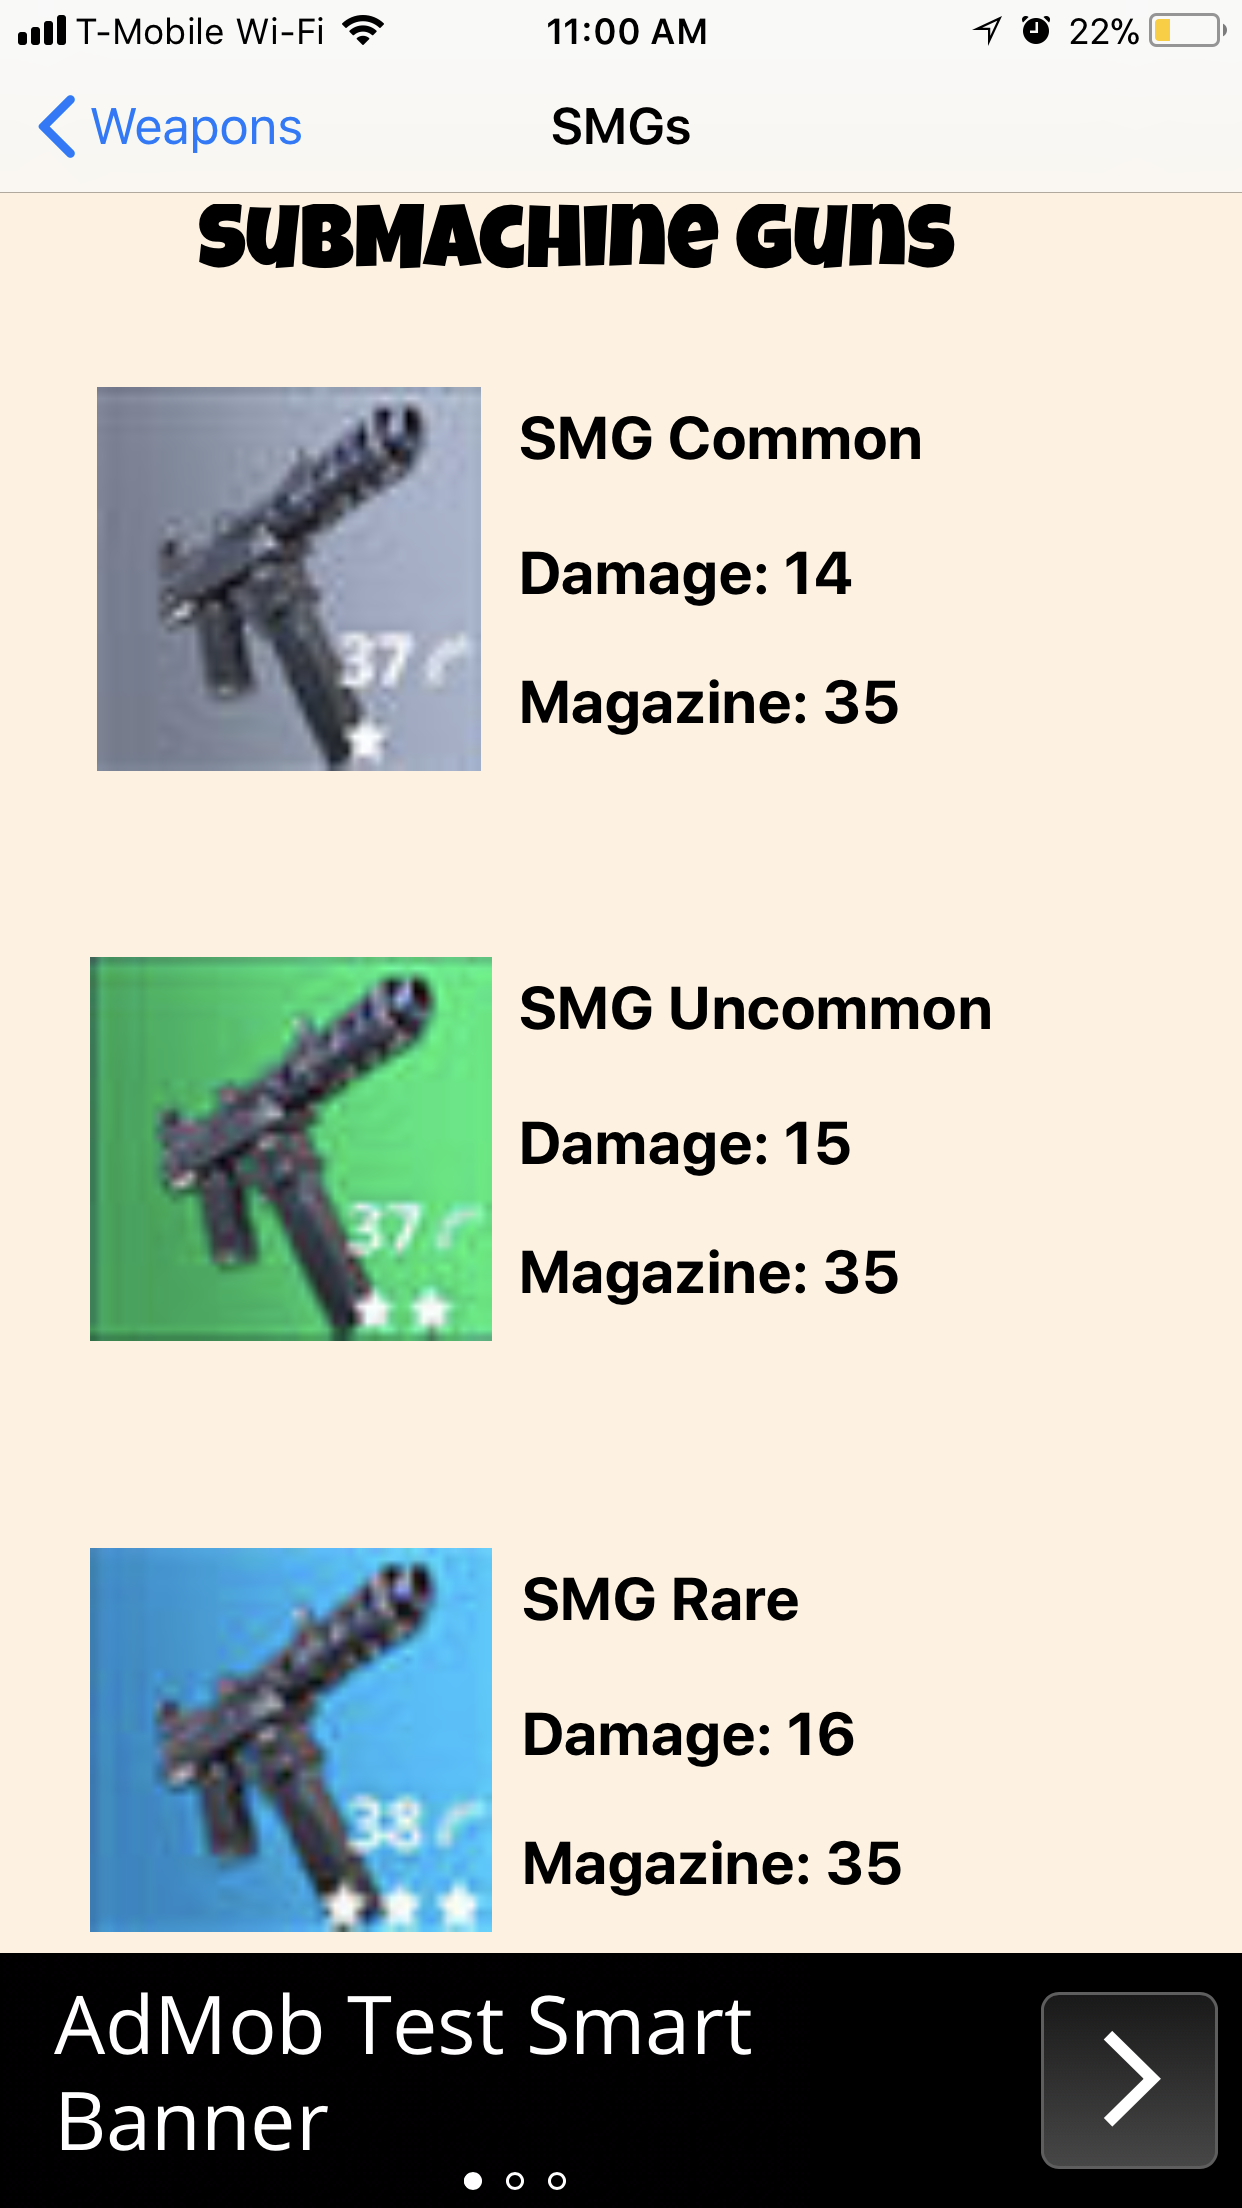 T-Mobile Wi-Fi
11:00 AM
22%
Weapons
SMGs
SUBMACHINE GUNS
SMG Common
Damage: 14
37
Magazine: 35
SMG Uncommon
Damage: 15
37
Magazine: 35
SMG Rare
Damage: 16
38
Magazine: 35
AdMob Test Smart
Banner